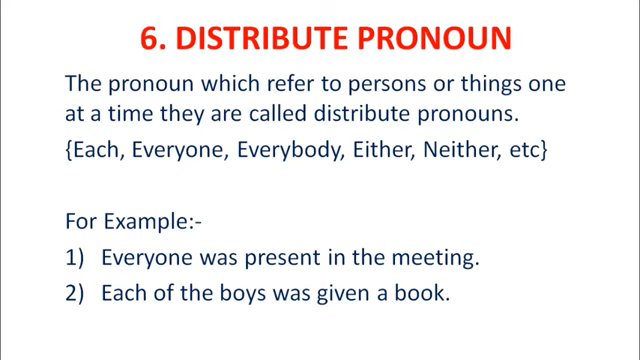 6. DISTRIBUTE PRONOUN
The pronoun which refer to persons or things one
at a time they are called distribute pronouns.
{Each, Everyone, Everybody, Either, Neither, etc}
For Example:-
1) Everyone was present in the meeting.
2) Each of the boys was given a book.